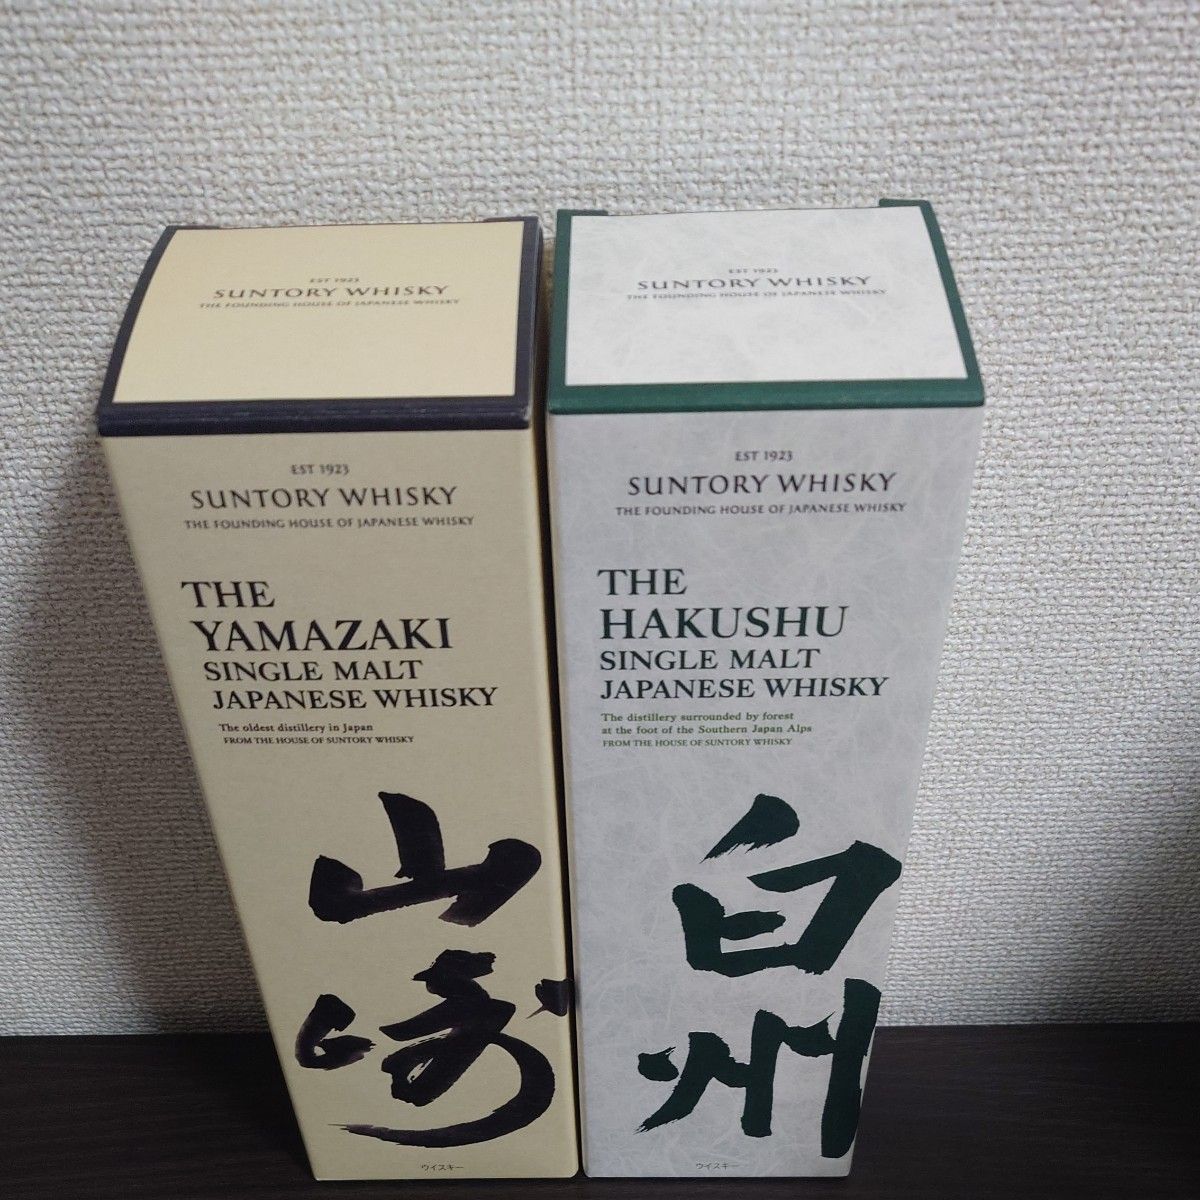 EST 1923
SUNTORY WHISKY
THE FOUNDING HOUSE OF JAPANESE WHISKY
EST 1923
SUNTORY WHISKY
THE FOUNDING HOUSE OF JAPANESE WHISKY
THE
YAMAZAKI
SINGLE MALT
JAPANESE WHISKY
The oldest distillery in Japan
FROM THE HOUSE OF SUNTORY WHISKY
山
崎
ウイスキー
EST 1923
SUNTORY WHISKY
THE FOUNDING HOUSE OF JAPANESE WHISKY
EST 1923
SUNTORY WHISKY
THE FOUNDING HOUSE OF JAPANESE WHISKY
THE
HAKUSHU
SINGLE MALT
JAPANESE WHISKY
The distillery surrounded by forest
at the foot of the Southern Japan Alps
FROM THE HOUSE OF SUNTORY WHISKY
白
州
ウイスキー